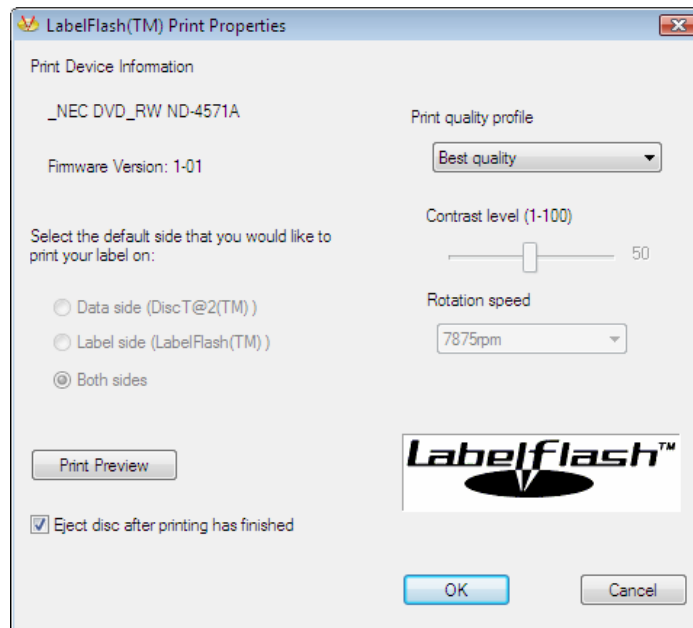 LabelFlash(TM) Print Properties
Print Device Information
_NEC DVD_RW ND-4571A
Firmware Version: 1-01
Select the default side that you would like to
print your label on:
Data side (DiscT@2(TM) )
Label side (LabelFlash(TM) )
Both sides
Print Preview
Eject disc after printing has finished
Print quality profile
Best quality
Contrast level (1-100)
50
Rotation speed
7875rpm
Labelflash™
OK
Cancel